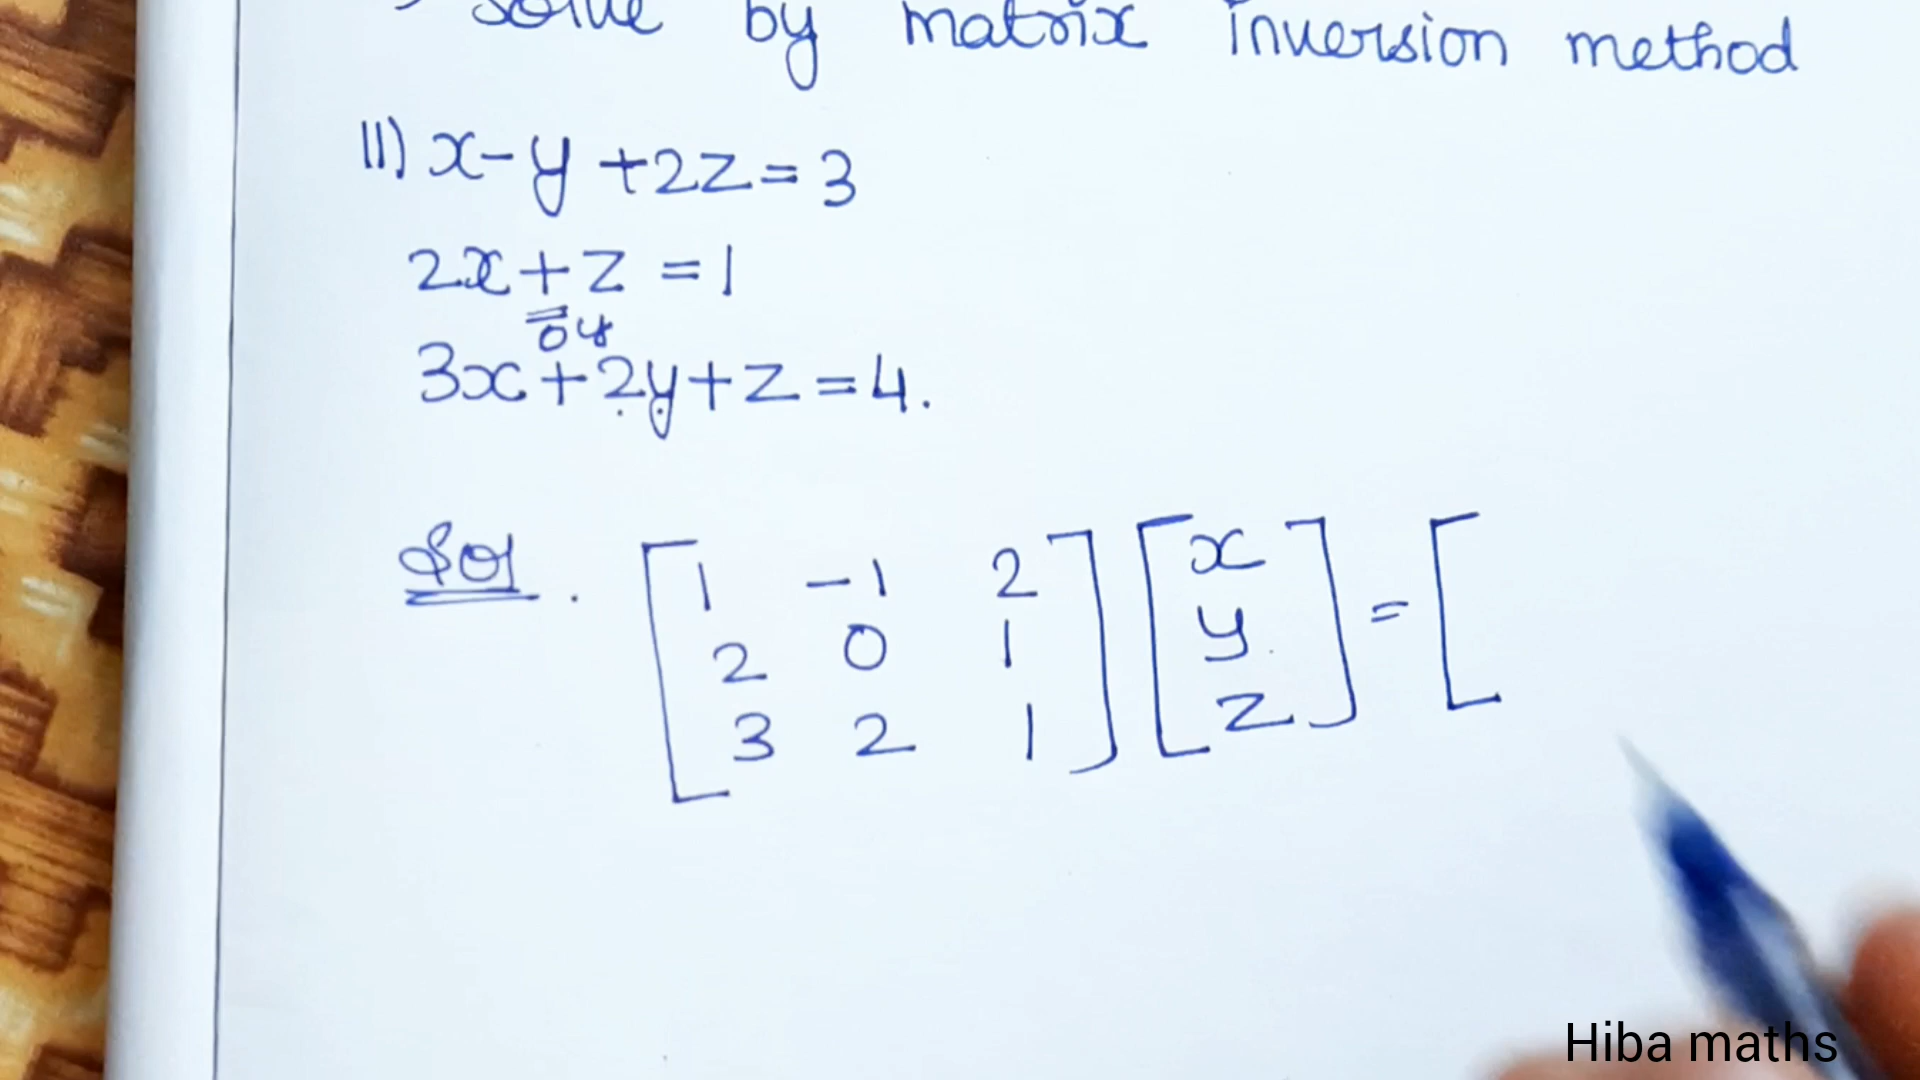 Solve by matrix inversion method
II) x - y + 2z = 3
2x + z = 1
0y
3x + 2y + z = 4.
Sol. [1 -1 2] [x] = [
2 0 1 y
3 2 1 z
Hiba maths